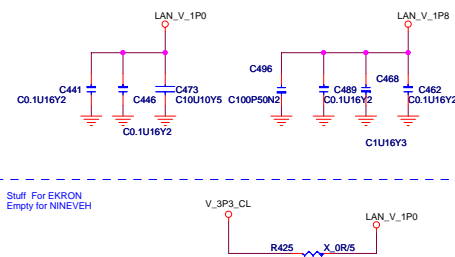 LAN_V_1P0
LAN_V_1P8
C441
C0.1U16Y2
C446
C0.1U16Y2
C473
C10U10Y5
C496
C100P50N2
C489
C0.1U16Y2
C468
C1U16Y3
C462
C0.1U16Y2
Stuff For EKRON
Empty for NINEVEH
V_3P3_CL
LAN_V_1P0
R425
X_0R/5